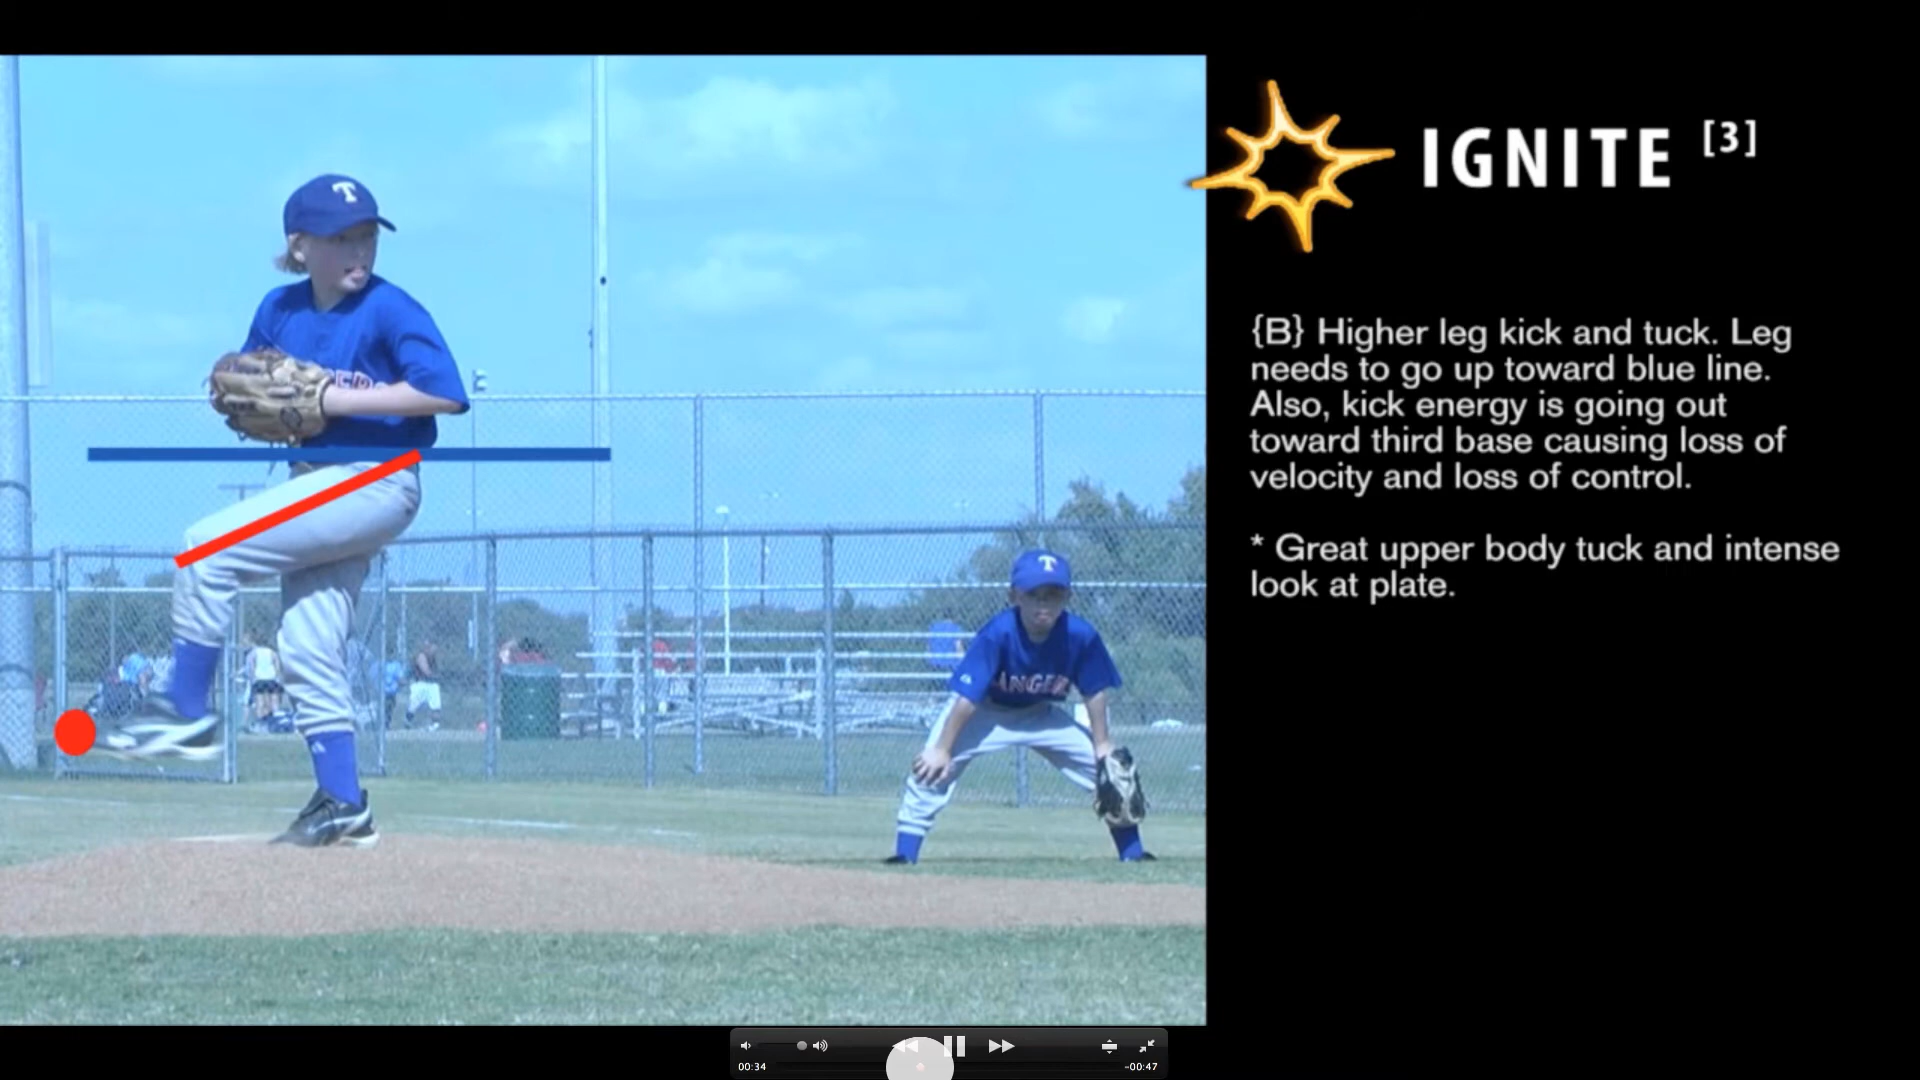 IGNITE [3]
{B} Higher leg kick and tuck. Leg
needs to go up toward blue line.
Also, kick energy is going out
toward third base causing loss of
velocity and loss of control.
* Great upper body tuck and intense
look at plate.
T
T
ANGER
00:34
-00:47